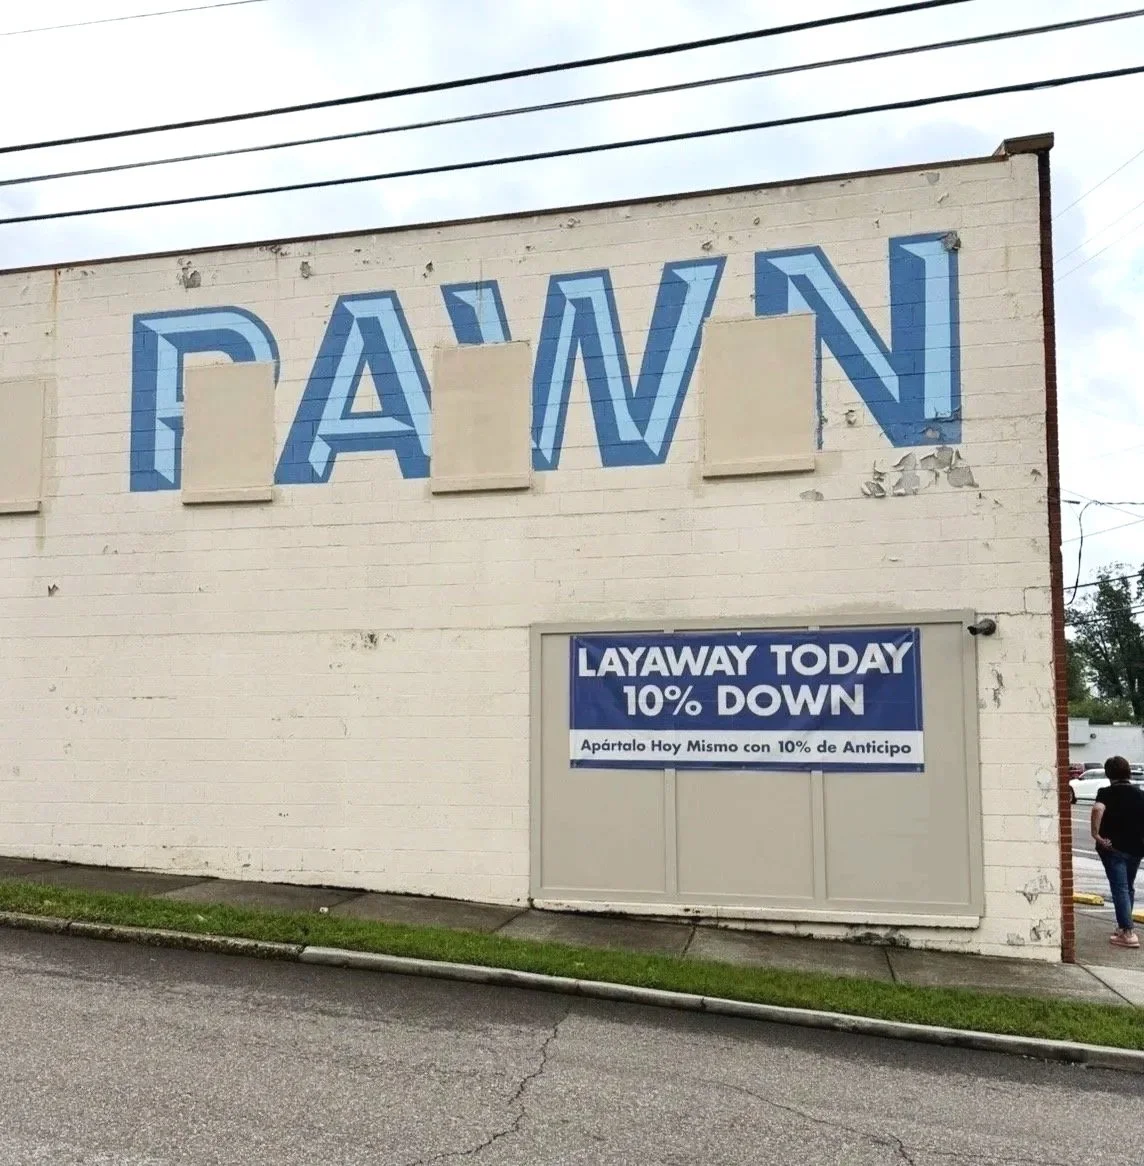 PAWN
LAYAWAY TODAY
10% DOWN
Apártalo Hoy Mismo con 10% de Anticipo